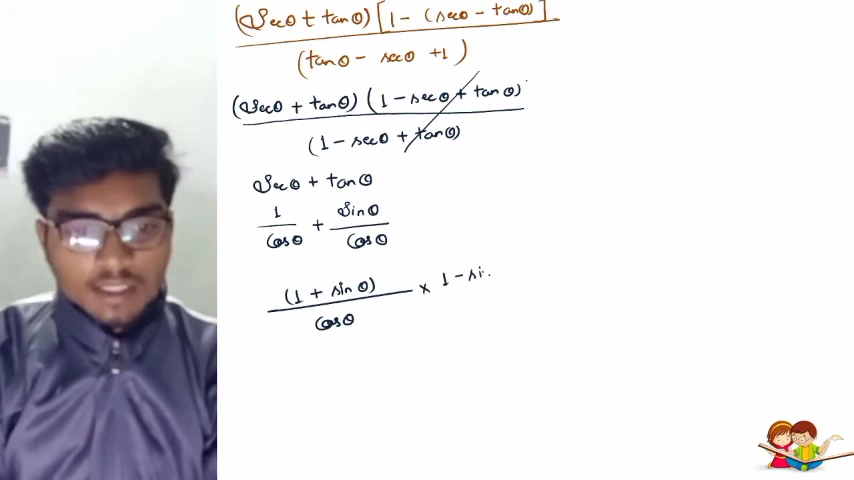 (secθ + tanθ) [1 - (secθ - tanθ)]
(tanθ - secθ + 1)
(secθ + tanθ) (1 - secθ + tanθ)
(1 - secθ + tanθ)
secθ + tanθ
1/cosθ + sinθ/cosθ
(1 + sinθ)/cosθ × 1 - si